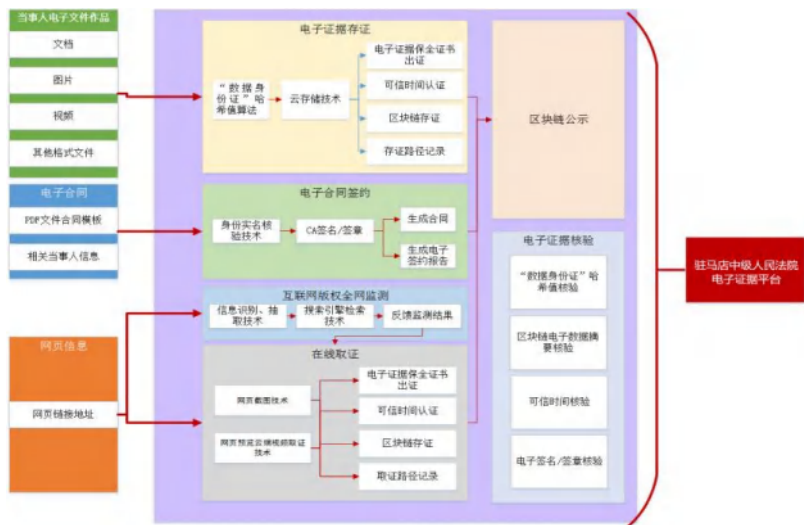 当事人电子文件作品
文档
图片
视频
其他格式文件
电子合同
PDF文件合同模板
相关当事人信息
网页信息
网页链接地址
电子证据存证
“数据身
份证”哈
希值算法
云存储技术
电子证据保全证书
出证
可信时间认证
区块链存证
存证路径记录
电子合同签约
身份实名核
验技术
CA签名/签章
生成合同
生成电子
签约报告
互联网版权全网监测
信息识别、抽
取技术
搜索引擎检索
技术
反馈监测结果
在线取证
网页截图技术
网页预览云端视频取证
技术
电子证据保全证书
出证
可信时间认证
区块链存证
取证路径记录
区块链公示
电子证据核验
“数据身份证”哈
希值核验
区块链电子数据摘
要核验
可信时间核验
电子签名/签章核验
驻马店中级人民法院
电子证据平台